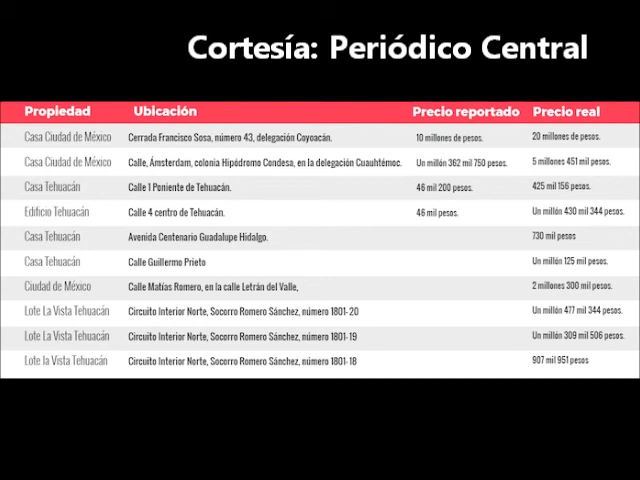 Cortesía: Periódico Central
Propiedad Ubicación Precio reportado Precio real
Casa Ciudad de México Cerrada Francisco Sosa, número 43, delegación Coyoacán. 10 millones de pesos. 20 millones de pesos.
Casa Ciudad de México Calle, Ámsterdam, colonia Hipódromo Condesa, en la delegación Cuauhtémoc. Un millón 362 mil 750 pesos. 5 millones 451 mil pesos.
Casa Tehuacán Calle 1 Poniente de Tehuacán. 46 mil 200 pesos. 425 mil 156 pesos.
Edificio Tehuacán Calle 4 centro de Tehuacán. 46 mil pesos. Un millón 430 mil 344 pesos.
Casa Tehuacán Avenida Centenario Guadalupe Hidalgo. 730 mil pesos
Casa Tehuacán Calle Guillermo Prieto Un millón 125 mil pesos.
Ciudad de México Calle Matías Romero, en la calle Letrán del Valle, 2 millones 300 mil pesos.
Lote La Vista Tehuacán Circuito Interior Norte, Socorro Romero Sánchez, número 1801-20 Un millón 477 mil 344 pesos.
Lote La Vista Tehuacán Circuito Interior Norte, Socorro Romero Sánchez, número 1801-19 Un millón 309 mil 506 pesos.
Lote la Vista Tehuacán Circuito Interior Norte, Socorro Romero Sánchez, número 1801-18 907 mil 951 pesos